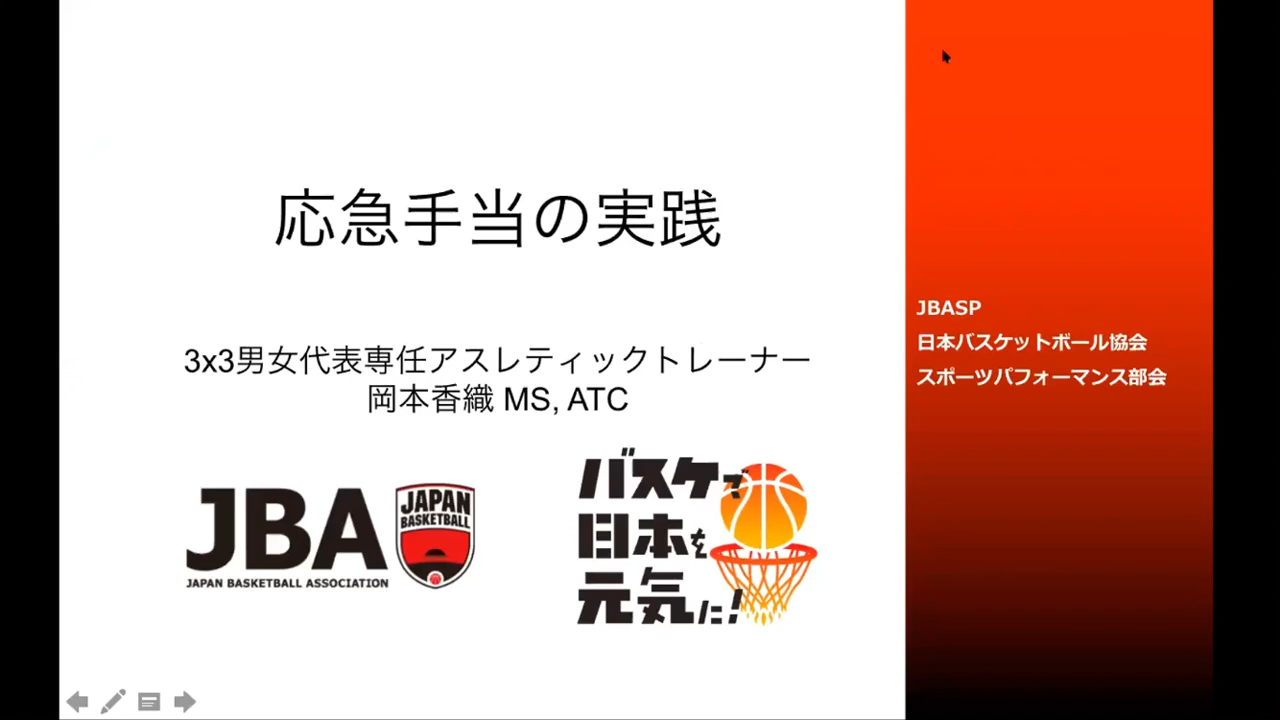 応急手当の実践
3x3男女代表専任アスレティックトレーナー
岡本香織 MS, ATC
JBA
JAPAN BASKETBALL ASSOCIATION
JAPAN
BASKETBALL
バスケで
日本を
元気に!
JBASP
日本バスケットボール協会
スポーツパフォーマンス部会